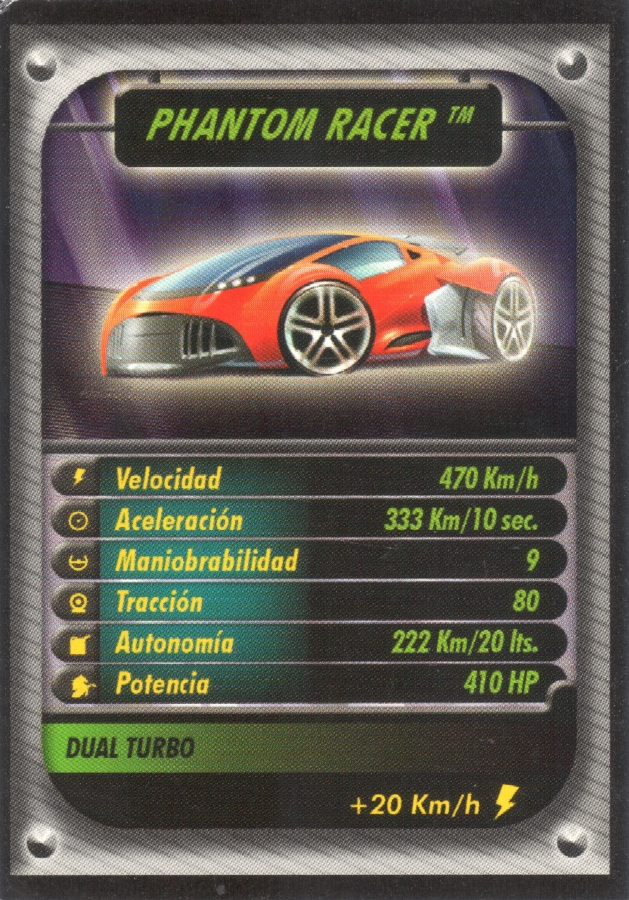 PHANTOM RACER ™
Velocidad 470 Km/h
Aceleración 333 Km/10 sec.
Maniobrabilidad 9
Tracción 80
Autonomía 222 Km/20 lts.
Potencia 410 HP
DUAL TURBO
+20 Km/h